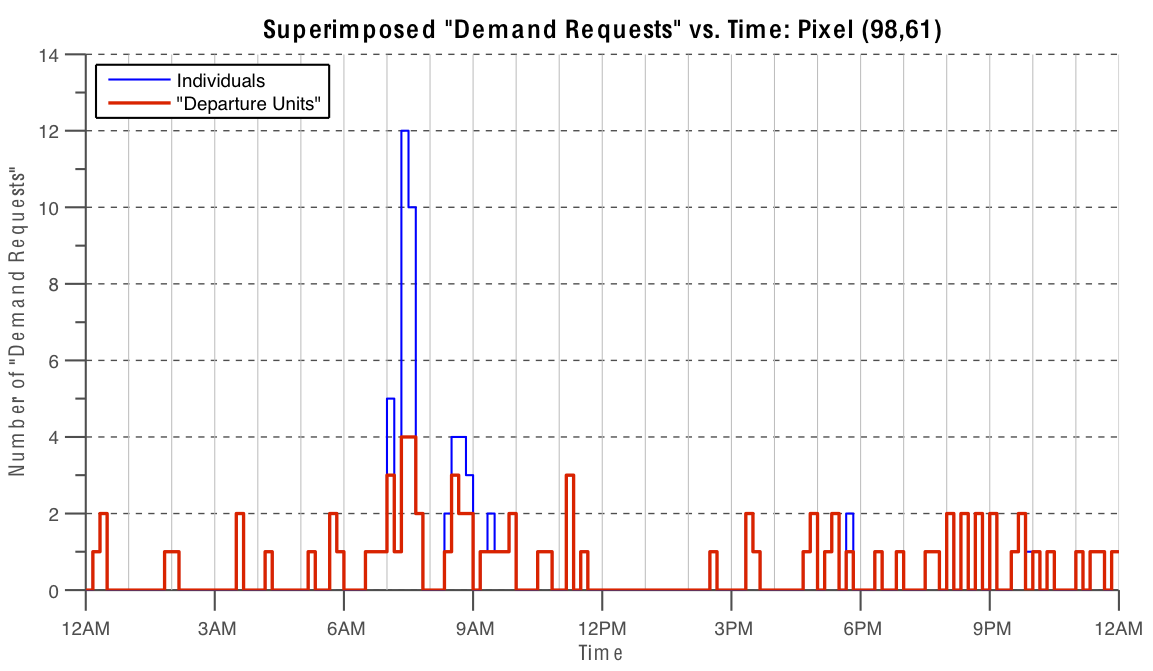 Superimposed "Demand Requests" vs. Time: Pixel (98,61)
Individuals
"Departure Units"
Number of "Demand Requests"
14
12
10
8
6
4
2
0
12AM 3AM 6AM 9AM 12PM 3PM 6PM 9PM 12AM
Time